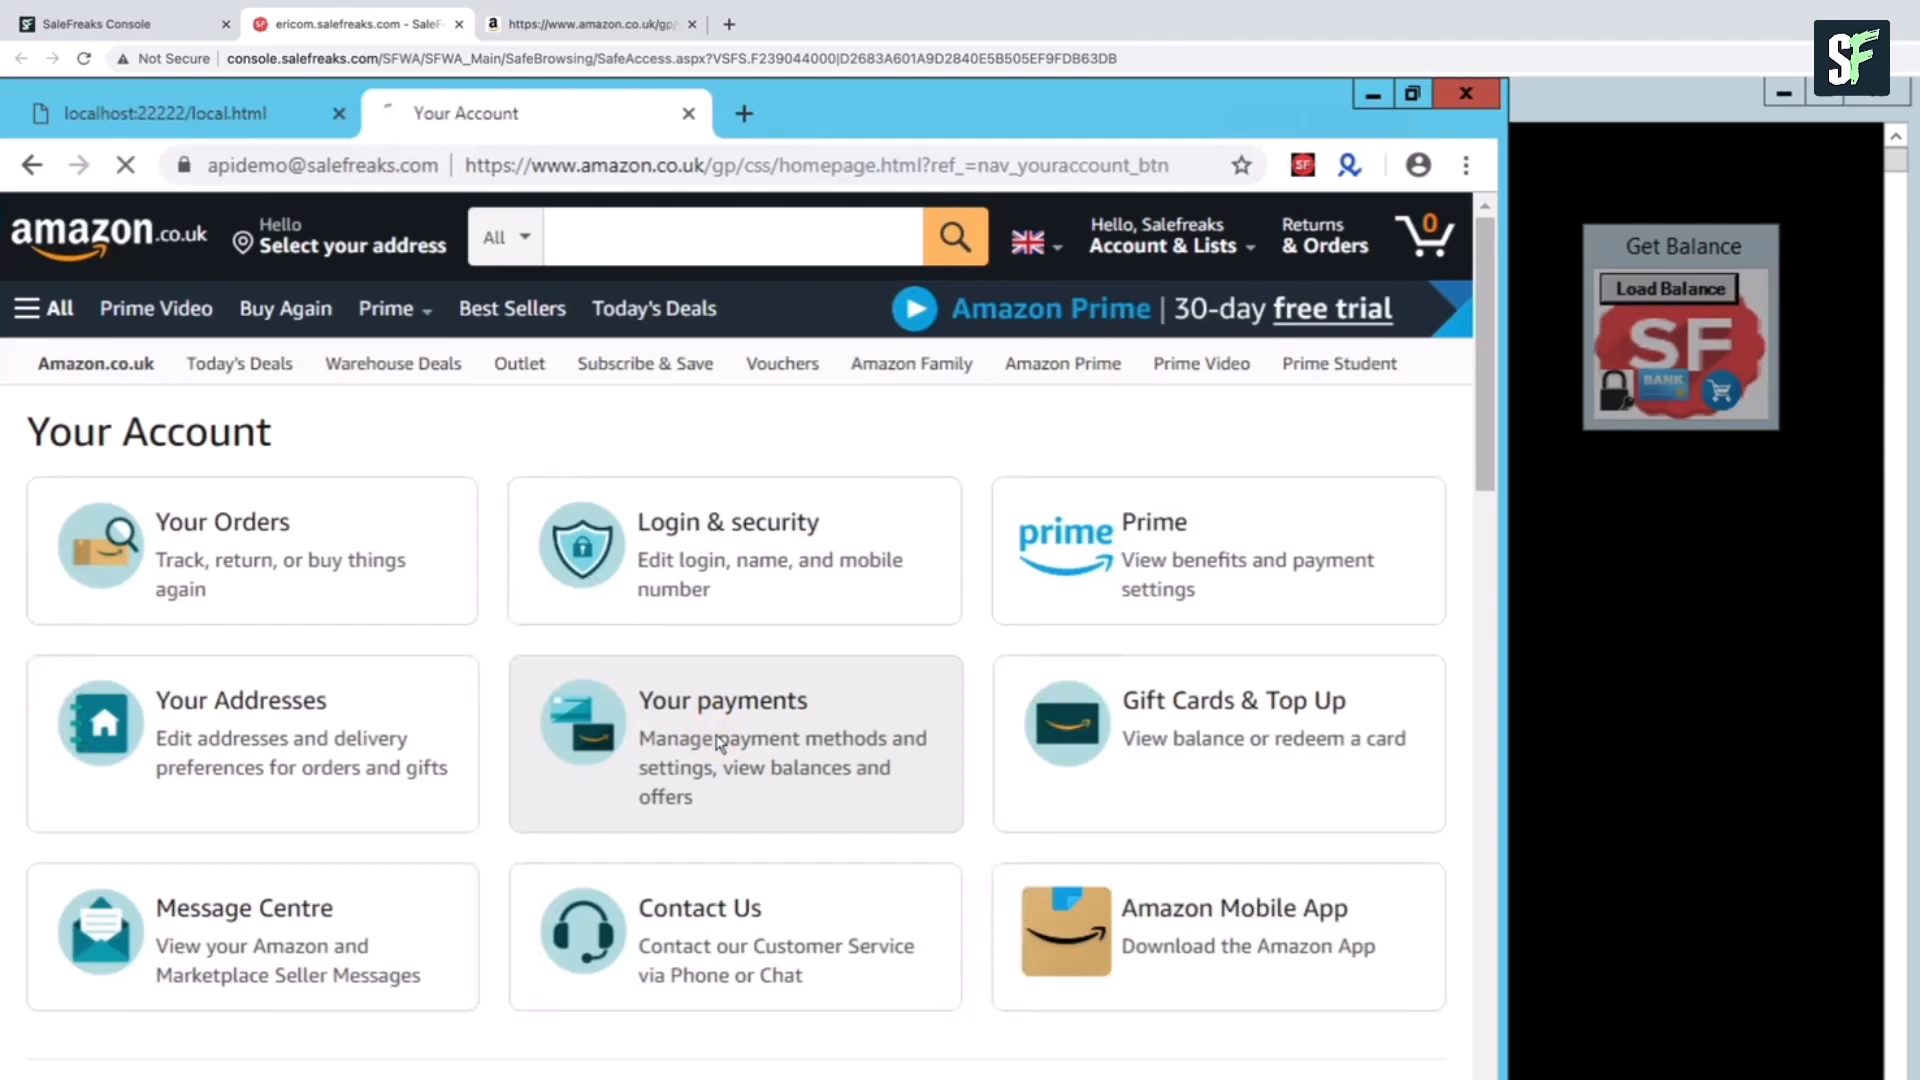 SaleFreaks Console
ericom.salefreaks.com - SaleF
https://www.amazon.co.uk/gp/
Not Secure
console.salefreaks.com/SFWA/SFWA_Main/SafeBrowsing/SafeAccess.aspx?VSFS.F239044000|D2683A601A9D2840E5B505EF9FDB63DB
SF
localhost:22222/local.html
Your Account
apidemo@salefreaks.com | https://www.amazon.co.uk/gp/css/homepage.html?ref_=nav_youraccount_btn
SF
amazon.co.uk
Hello
Select your address
All
Hello, Salefreaks
Account & Lists
Returns
& Orders
0
All Prime Video Buy Again Prime Best Sellers Today's Deals
Amazon Prime | 30-day free trial
Amazon.co.uk Today's Deals Warehouse Deals Outlet Subscribe & Save Vouchers Amazon Family Amazon Prime Prime Video Prime Student
Your Account
Your Orders
Track, return, or buy things
again
Login & security
Edit login, name, and mobile
number
prime
Prime
View benefits and payment
settings
Your Addresses
Edit addresses and delivery
preferences for orders and gifts
Your payments
Manage payment methods and
settings, view balances and
offers
Gift Cards & Top Up
View balance or redeem a card
Message Centre
View your Amazon and
Marketplace Seller Messages
Contact Us
Contact our Customer Service
via Phone or Chat
Amazon Mobile App
Download the Amazon App
Get Balance
Load Balance
SF
BANK